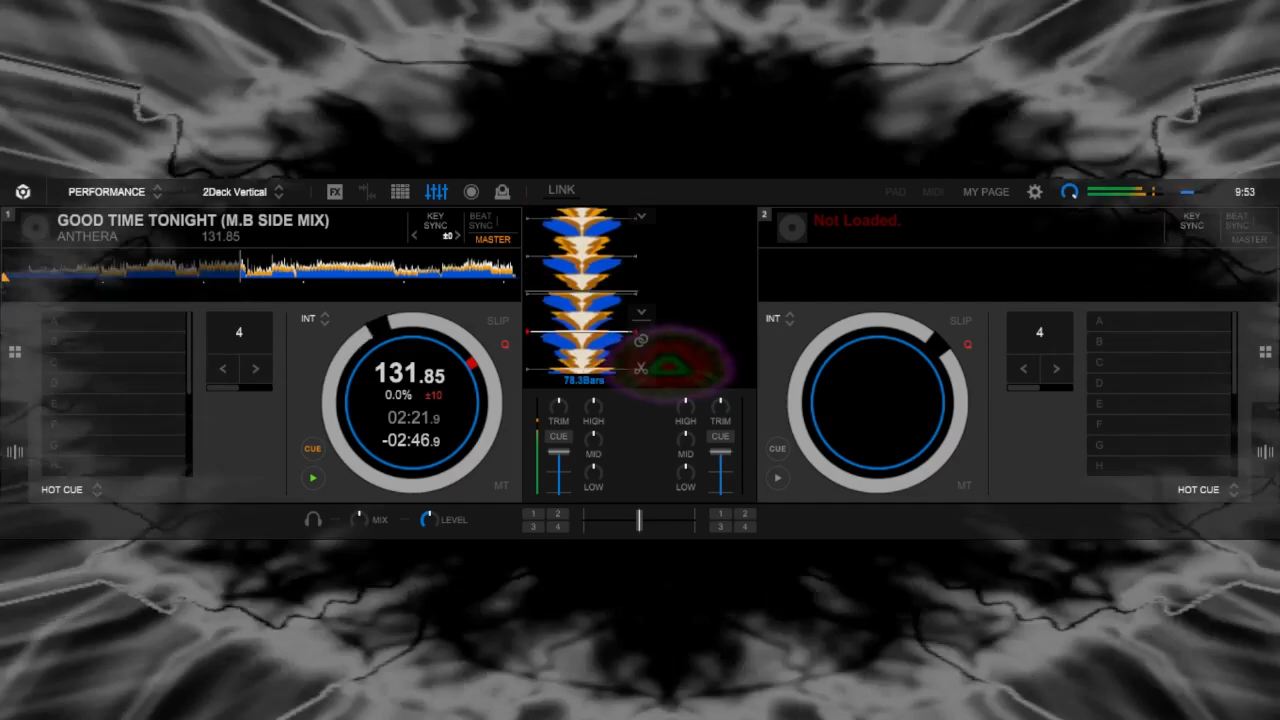 PERFORMANCE 2Deck Vertical FX LINK PAD MIDI MY PAGE 9:53
1 GOOD TIME TONIGHT (M.B SIDE MIX) KEY SYNC BEAT SYNC
ANTHERA 131.85 ±0 MASTER
2 Not Loaded. KEY SYNC BEAT SYNC
MASTER
INT SLIP
4
Q
131.85
0.0% ±10
02:21.9
-02:46.9
CUE
MT
HOT CUE
78.3Bars
TRIM HIGH HIGH TRIM
CUE CUE
MID MID
LOW LOW
INT SLIP
4
Q
CUE
MT
A
B
C
D
E
F
G
H
HOT CUE
MIX LEVEL
1 2 1 2
3 4 3 4